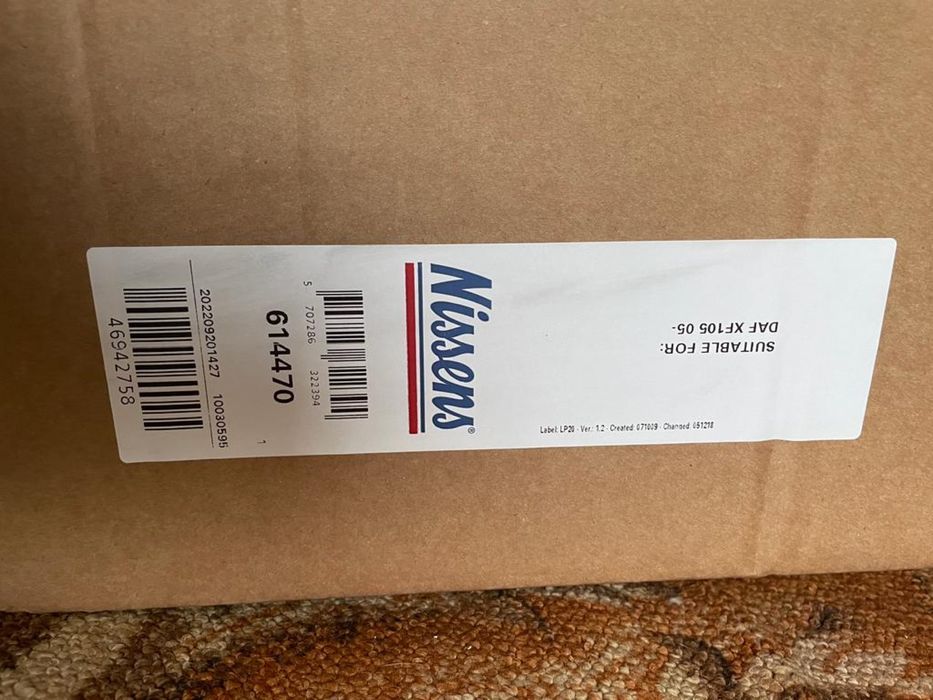 46942758
202209201427 10030595
1
614470
5 707286 322394
Nissens®
SUITABLE FOR:
DAF XF105 05-
Label: LP20 - Ver.: 1.2 - Created: 071009 - Changed: 051218